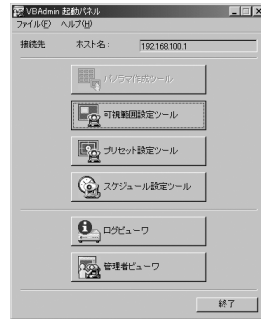 VBAdmin 起動パネル
ファイル(F) ヘルプ(H)
接続先 ホスト名: 192.168.100.1
パノラマ作成ツール
可視範囲設定ツール
プリセット設定ツール
スケジュール設定ツール
ログビューワ
管理者ビューワ
終了